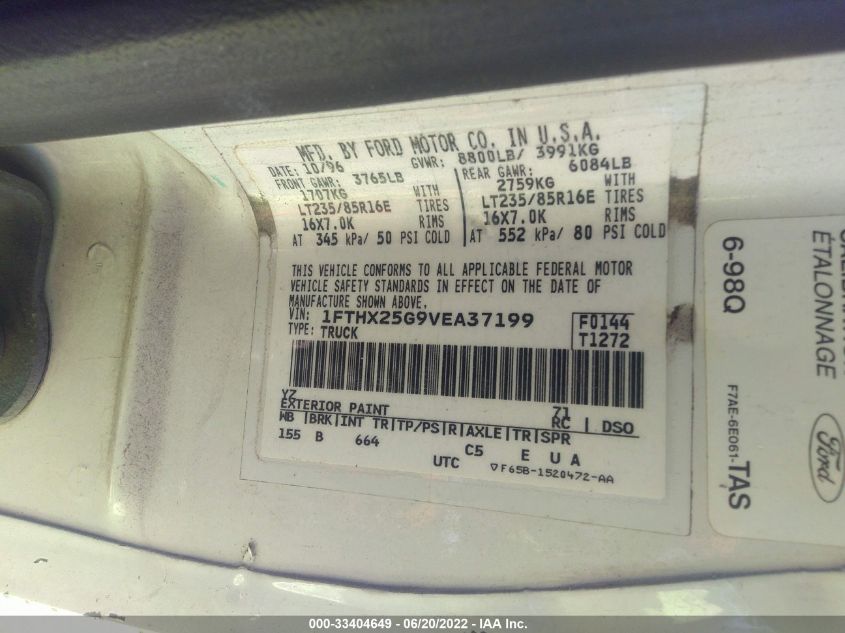 MFD. BY FORD MOTOR CO. IN U.S.A.
DATE: 10/96 GVWR: 8800LB/ 3991KG
FRONT GAWR: 3765LB REAR GAWR: 6084LB
1707KG WITH 2759KG WITH
LT235/85R16E TIRES LT235/85R16E TIRES
16X7.0K RIMS 16X7.0K RIMS
AT 345 kPa/ 50 PSI COLD AT 552 kPa/ 80 PSI COLD
THIS VEHICLE CONFORMS TO ALL APPLICABLE FEDERAL MOTOR
VEHICLE SAFETY STANDARDS IN EFFECT ON THE DATE OF
MANUFACTURE SHOWN ABOVE.
VIN: 1FTHX25G9VEA37199 F0144
TYPE: TRUCK T1272
YZ 71
EXTERIOR PAINT RC DSO
WB BRK INT TR TP/PS R AXLE TR SPR
155 B 664 C5 E U A
UTC ▽F65B-1520472-AA
ÉTALONNAGE
6-98Q
Ford
F7AE-6E061-TAS
000-33404649 - 06/20/2022 - IAA Inc.